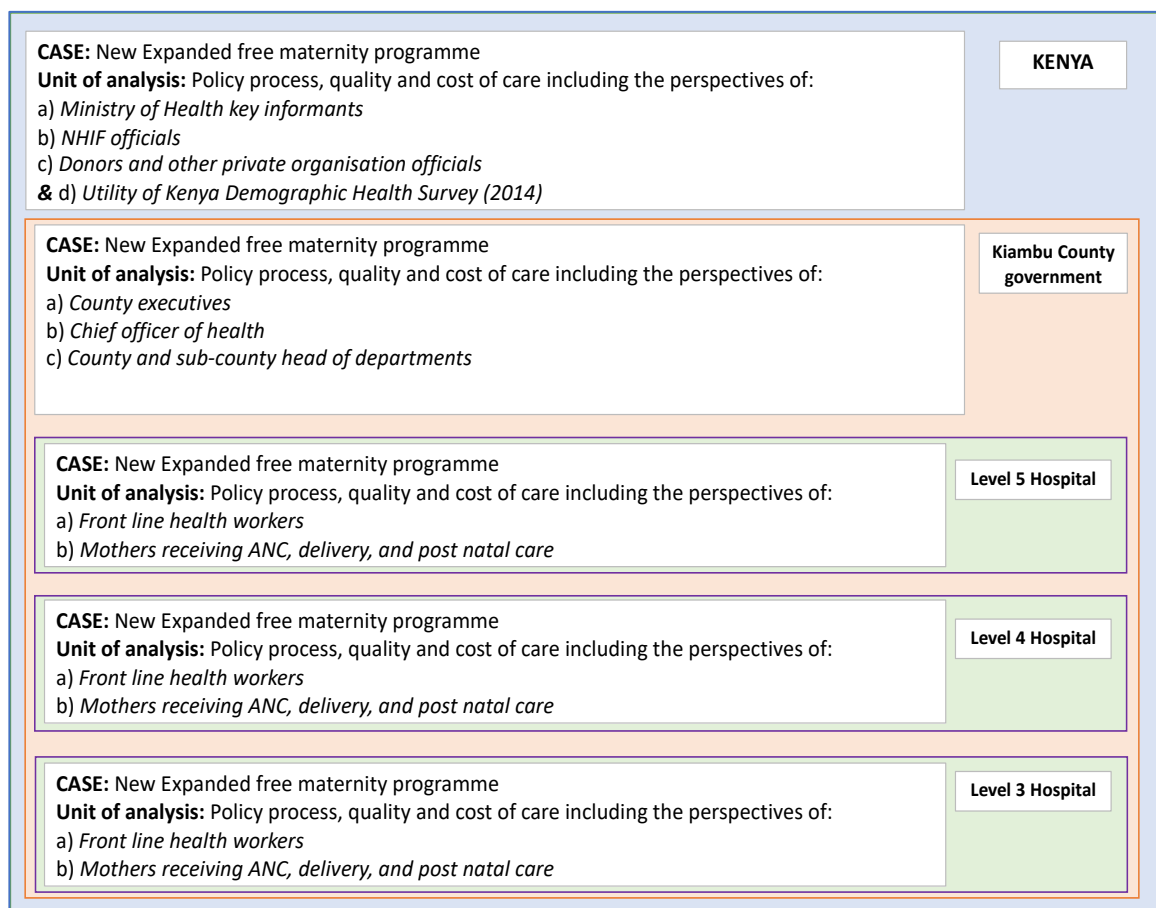 CASE: New Expanded free maternity programme
Unit of analysis: Policy process, quality and cost of care including the perspectives of:
a) Ministry of Health key informants
b) NHIF officials
c) Donors and other private organisation officials
& d) Utility of Kenya Demographic Health Survey (2014)
KENYA
CASE: New Expanded free maternity programme
Unit of analysis: Policy process, quality and cost of care including the perspectives of:
a) County executives
b) Chief officer of health
c) County and sub-county head of departments
Kiambu County
government
CASE: New Expanded free maternity programme
Unit of analysis: Policy process, quality and cost of care including the perspectives of:
a) Front line health workers
b) Mothers receiving ANC, delivery, and post natal care
Level 5 Hospital
CASE: New Expanded free maternity programme
Unit of analysis: Policy process, quality and cost of care including the perspectives of:
a) Front line health workers
b) Mothers receiving ANC, delivery, and post natal care
Level 4 Hospital
CASE: New Expanded free maternity programme
Unit of analysis: Policy process, quality and cost of care including the perspectives of:
a) Front line health workers
b) Mothers receiving ANC, delivery, and post natal care
Level 3 Hospital